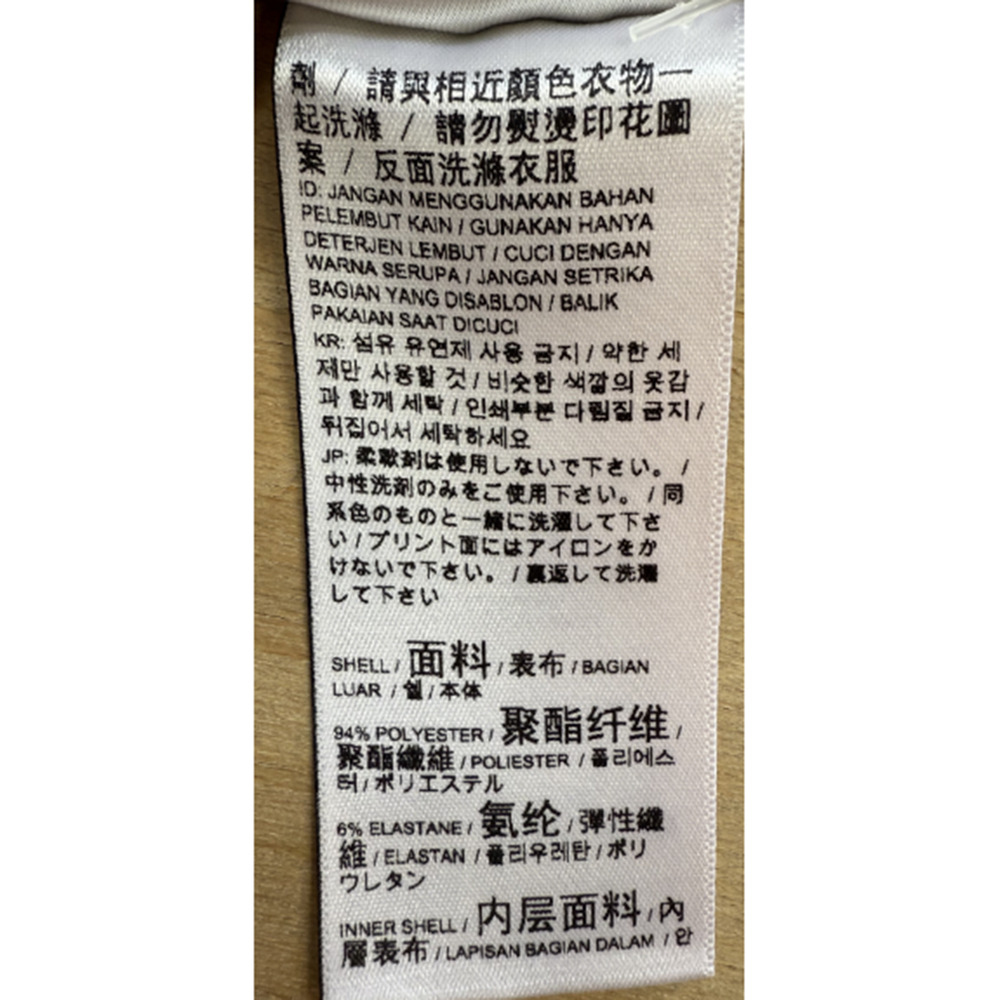 劑 / 請與相近顏色衣物一
起洗滌 / 請勿熨燙印花圖
案 / 反面洗滌衣服
ID: JANGAN MENGGUNAKAN BAHAN
PELEMBUT KAIN / GUNAKAN HANYA
DETERJEN LEMBUT / CUCI DENGAN
WARNA SERUPA / JANGAN SETRIKA
BAGIAN YANG DISABLON / BALIK
PAKAIAN SAAT DICUCI
KR: 섬유 유연제 사용 금지 / 약한 세
제만 사용할 것 / 비슷한 색깔의 옷감
과 함께 세탁 / 인쇄부분 다림질 금지 /
뒤집어서 세탁하세요
JP: 柔軟剤は使用しないで下さい。 /
中性洗剤のみをご使用下さい。 / 同
系色のものと一緒に洗濯して下さ
い / プリント面にはアイロンをか
けないで下さい。 / 裏返して洗濯
して下さい
SHELL / 面料 / 表布 / BAGIAN
LUAR / 쉘 / 本体
94% POLYESTER / 聚酯纤维 /
聚酯纖維 / POLIESTER / 폴리에스
터 / ポリエステル
6% ELASTANE / 氨纶 / 彈性纖
維 / ELASTAN / 폴리우레탄 / ポリ
ウレタン
INNER SHELL / 内层面料 / 內
層表布 / LAPISAN BAGIAN DALAM / 안